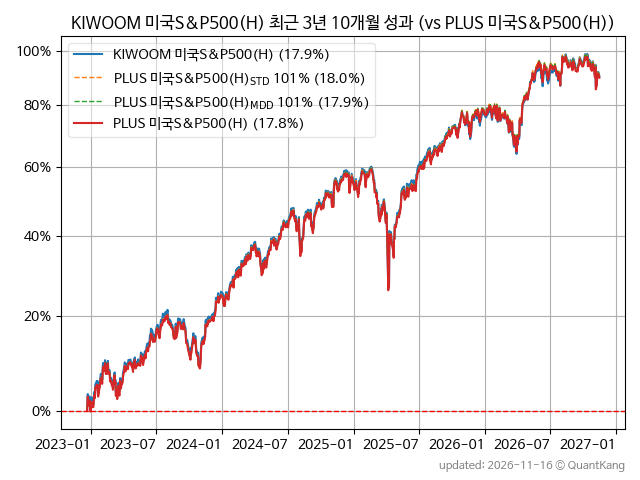 KIWOOM 미국S&P500(H) 최근 3년 10개월 성과 (vs PLUS 미국S&P500(H))
KIWOOM 미국S&P500(H) (17.9%)
PLUS 미국S&P500(H)STD 101% (18.0%)
PLUS 미국S&P500(H)MDD 101% (17.9%)
PLUS 미국S&P500(H) (17.8%)
100%
80%
60%
40%
20%
0%
2023-01 2023-07 2024-01 2024-07 2025-01 2025-07 2026-01 2026-07 2027-01
updated: 2026-11-16 © QuantKang